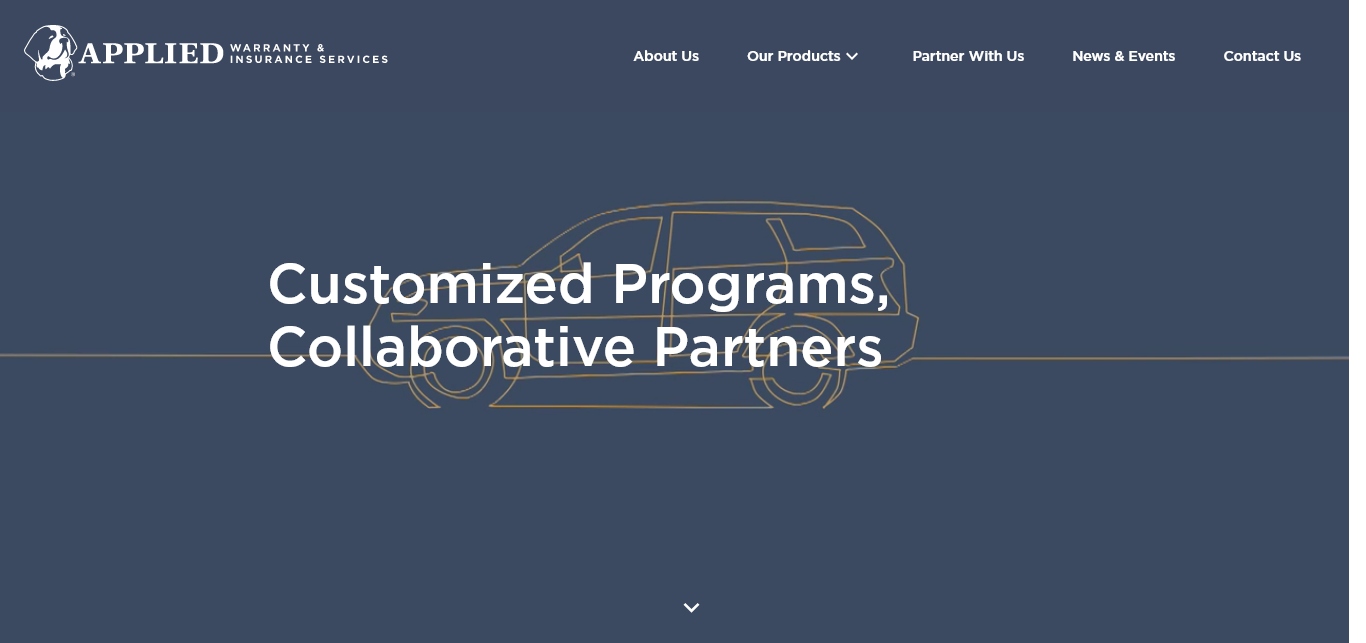 APPLIED WARRANTY &
INSURANCE SERVICES
About Us
Our Products
Partner With Us
News & Events
Contact Us
Customized Programs,
Collaborative Partners